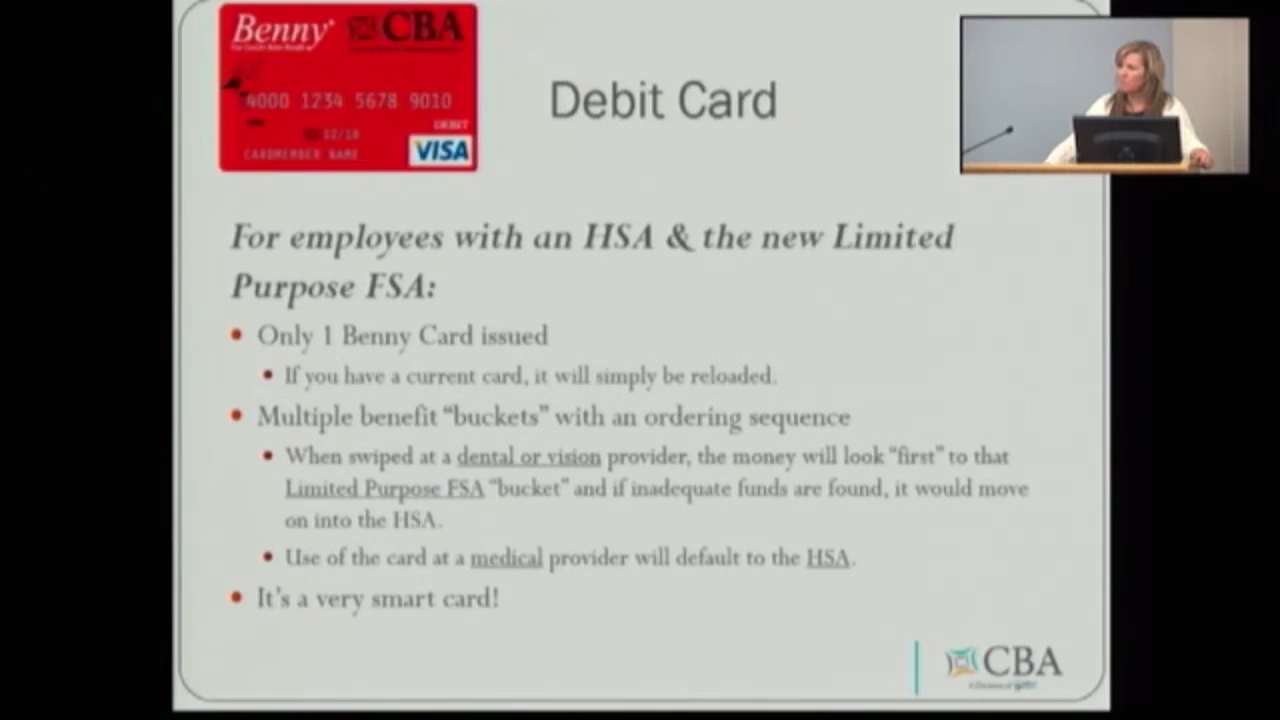 Benny
CBA
4000 1234 5678 9010
12/18
DEBIT
CARDMEMBER NAME
VISA
Debit Card
For employees with an HSA & the new Limited
Purpose FSA:
Only 1 Benny Card issued
If you have a current card, it will simply be reloaded.
Multiple benefit “buckets” with an ordering sequence
When swiped at a dental or vision provider, the money will look “first” to that
Limited Purpose FSA “bucket” and if inadequate funds are found, it would move
on into the HSA.
Use of the card at a medical provider will default to the HSA.
It's a very smart card!
CBA
A Division of